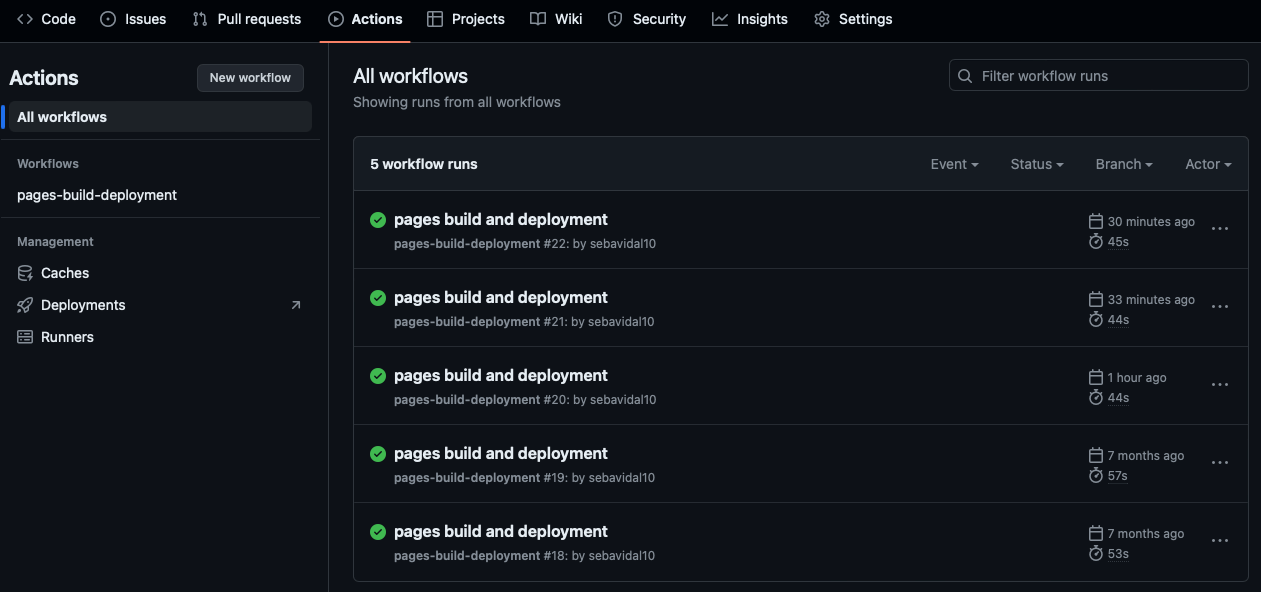 Code Issues Pull requests Actions Projects Wiki Security Insights Settings
Actions New workflow
All workflows
Workflows
pages-build-deployment
Management
Caches
Deployments
Runners
All workflows
Showing runs from all workflows
Filter workflow runs
5 workflow runs Event Status Branch Actor
pages build and deployment
pages-build-deployment #22: by sebavidal10
30 minutes ago
45s
pages build and deployment
pages-build-deployment #21: by sebavidal10
33 minutes ago
44s
pages build and deployment
pages-build-deployment #20: by sebavidal10
1 hour ago
44s
pages build and deployment
pages-build-deployment #19: by sebavidal10
7 months ago
57s
pages build and deployment
pages-build-deployment #18: by sebavidal10
7 months ago
53s